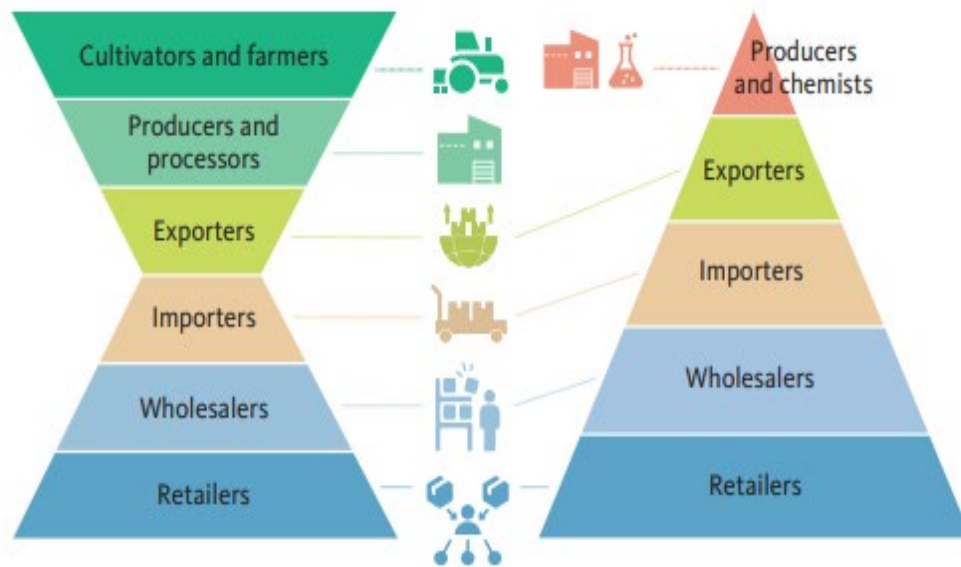 Cultivators and farmers
Producers and
processors
Exporters
Importers
Wholesalers
Retailers
Producers
and chemists
Exporters
Importers
Wholesalers
Retailers